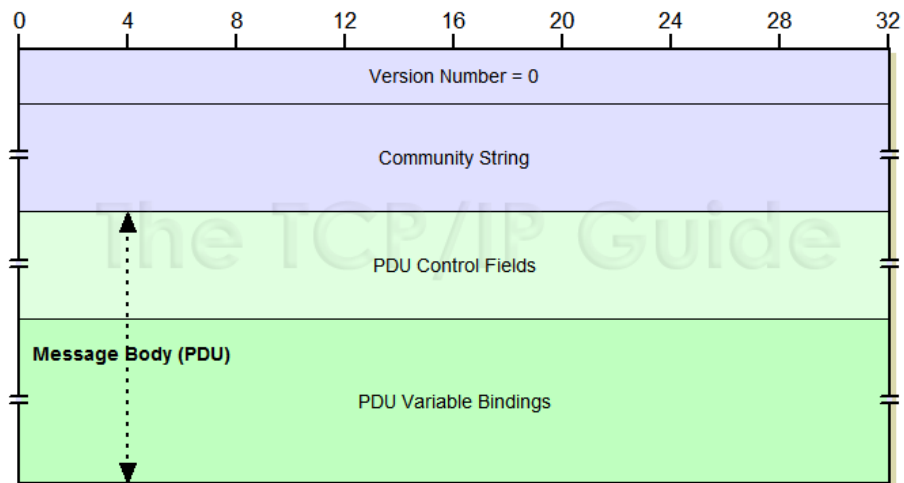 0 4 8 12 16 20 24 28 32
Version Number = 0
Community String
The TCP/IP Guide
PDU Control Fields
Message Body (PDU)
PDU Variable Bindings